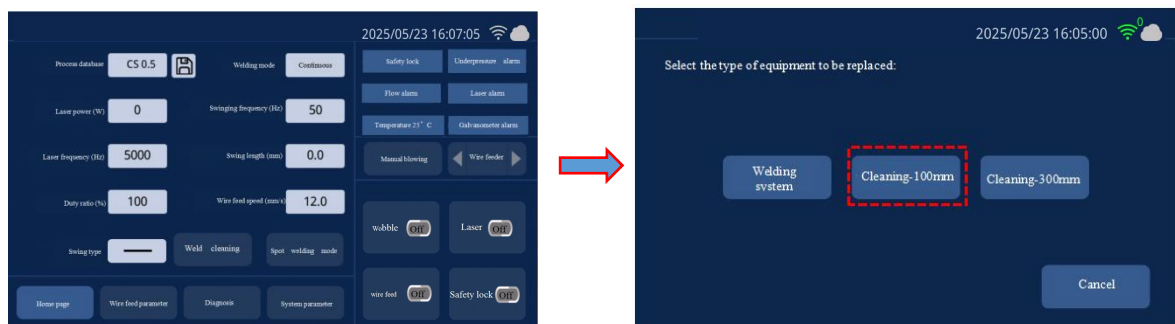 2025/05/23 16:07:05
Process database CS 0.5 Welding mode Continuous
Safety lock Underpressure alarm
Laser power (W) 0 Swinging frequency (Hz) 50
Flow alarm Laser alarm
Temperature 25° C Galvanometer alarm
Laser frequency (Hz) 5000 Swing length (mm) 0.0
Manual blowing Wire feeder
Duty ratio (%) 100 Wire feed speed (mm/s) 12.0
wobble Off Laser Off
Swing type Weld cleaning Spot welding mode
wire feed Off Safety lock Off
Home page Wire feed parameter Diagnosis System parameter
0
2025/05/23 16:05:00
Select the type of equipment to be replaced:
Welding
system
Cleaning-100mm
Cleaning-300mm
Cancel